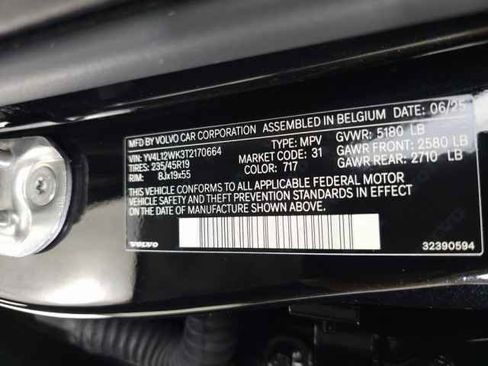 MFD BY VOLVO CAR CORPORATION ASSEMBLED IN BELGIUM DATE: 06/25
VIN: YV4L12WK3T2170664 TYPE: MPV GVWR: 5180 LB
TIRES: 235/45R19 MARKET CODE: 31 GAWR FRONT: 2580 LB
RIM: 8Jx19x55 COLOR: 717 GAWR REAR: 2710 LB
THIS VEHICLE CONFORMS TO ALL APPLICABLE FEDERAL MOTOR
VEHICLE SAFETY AND THEFT PREVENTION STANDARDS IN EFFECT
ON THE DATE OF MANUFACTURE SHOWN ABOVE.
VOLVO 32390594